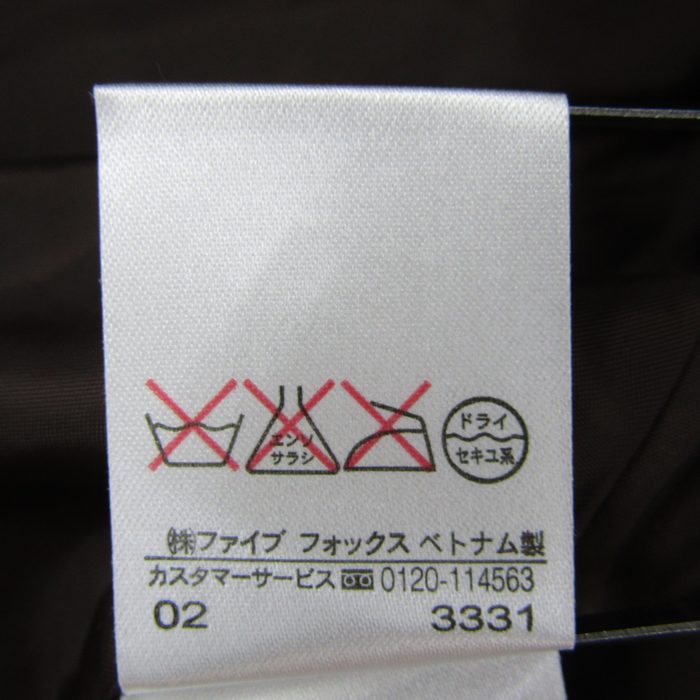 エンソ
サラシ
ドライ
セキユ系
㈱ファイブ フォックス ベトナム製
カスタマーサービス 0120-114563
02 3331